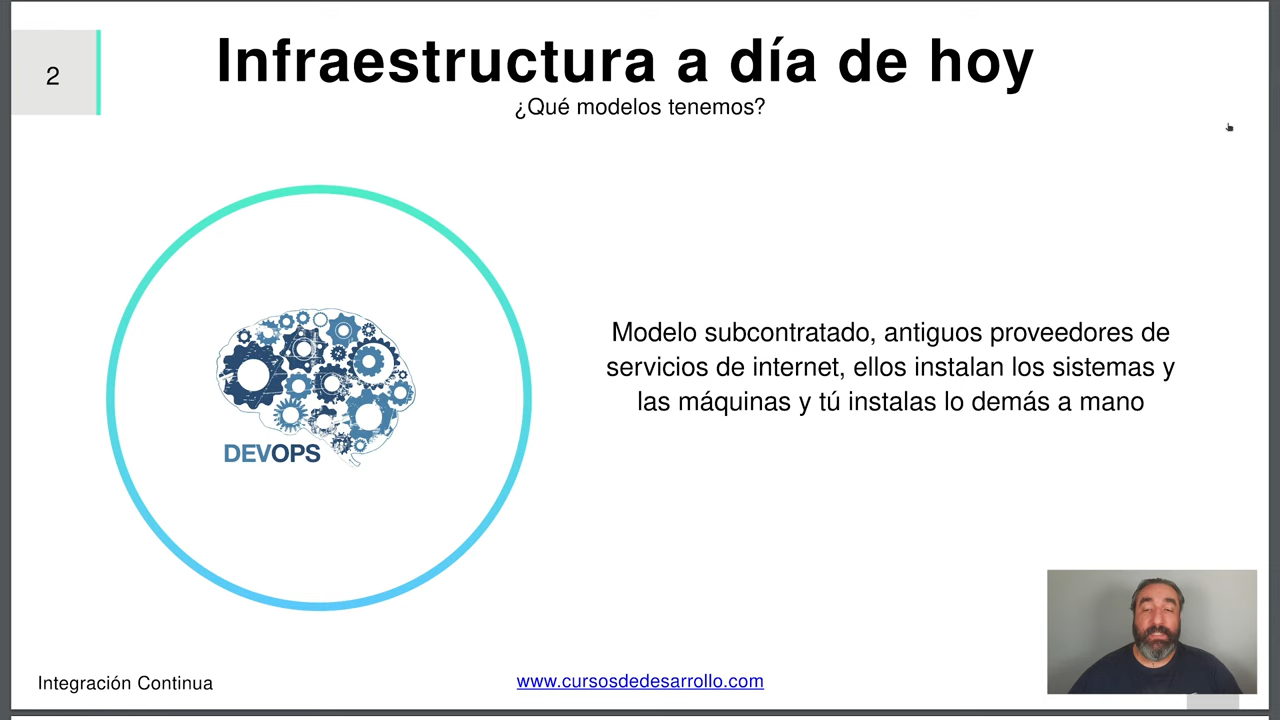 2
Infraestructura a día de hoy
¿Qué modelos tenemos?
DEVOPS
Modelo subcontratado, antiguos proveedores de
servicios de internet, ellos instalan los sistemas y
las máquinas y tú instalas lo demás a mano
Integración Continua
www.cursosdedesarrollo.com